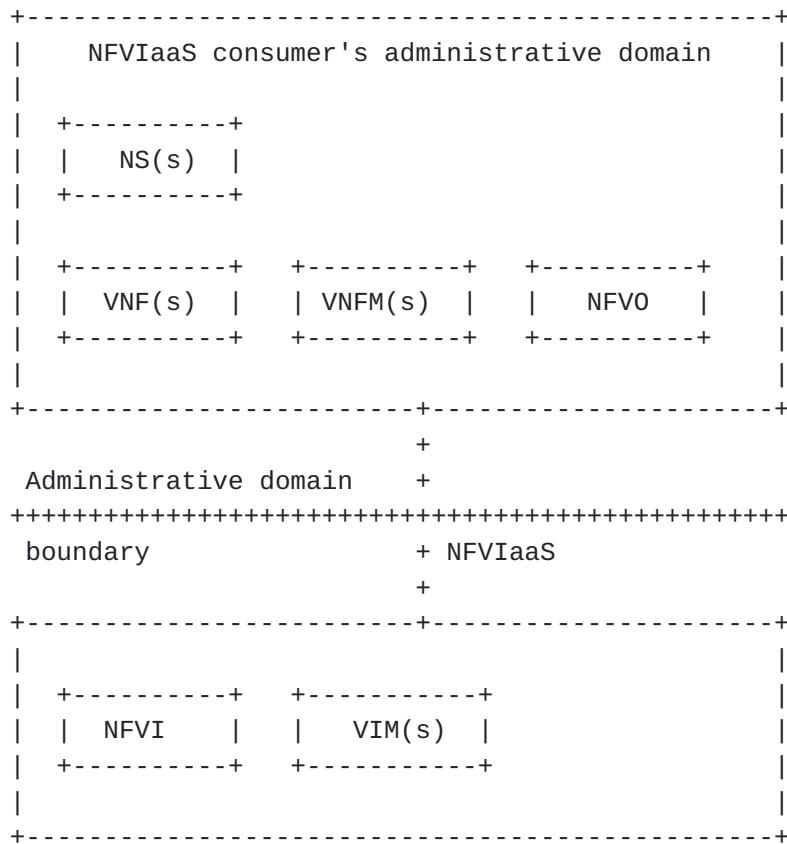 NFVIaaS consumer's administrative domain
NS(s)
VNF(s) VNFM(s) NFVO
Administrative domain
boundary NFVIaaS
NFVI VIM(s)